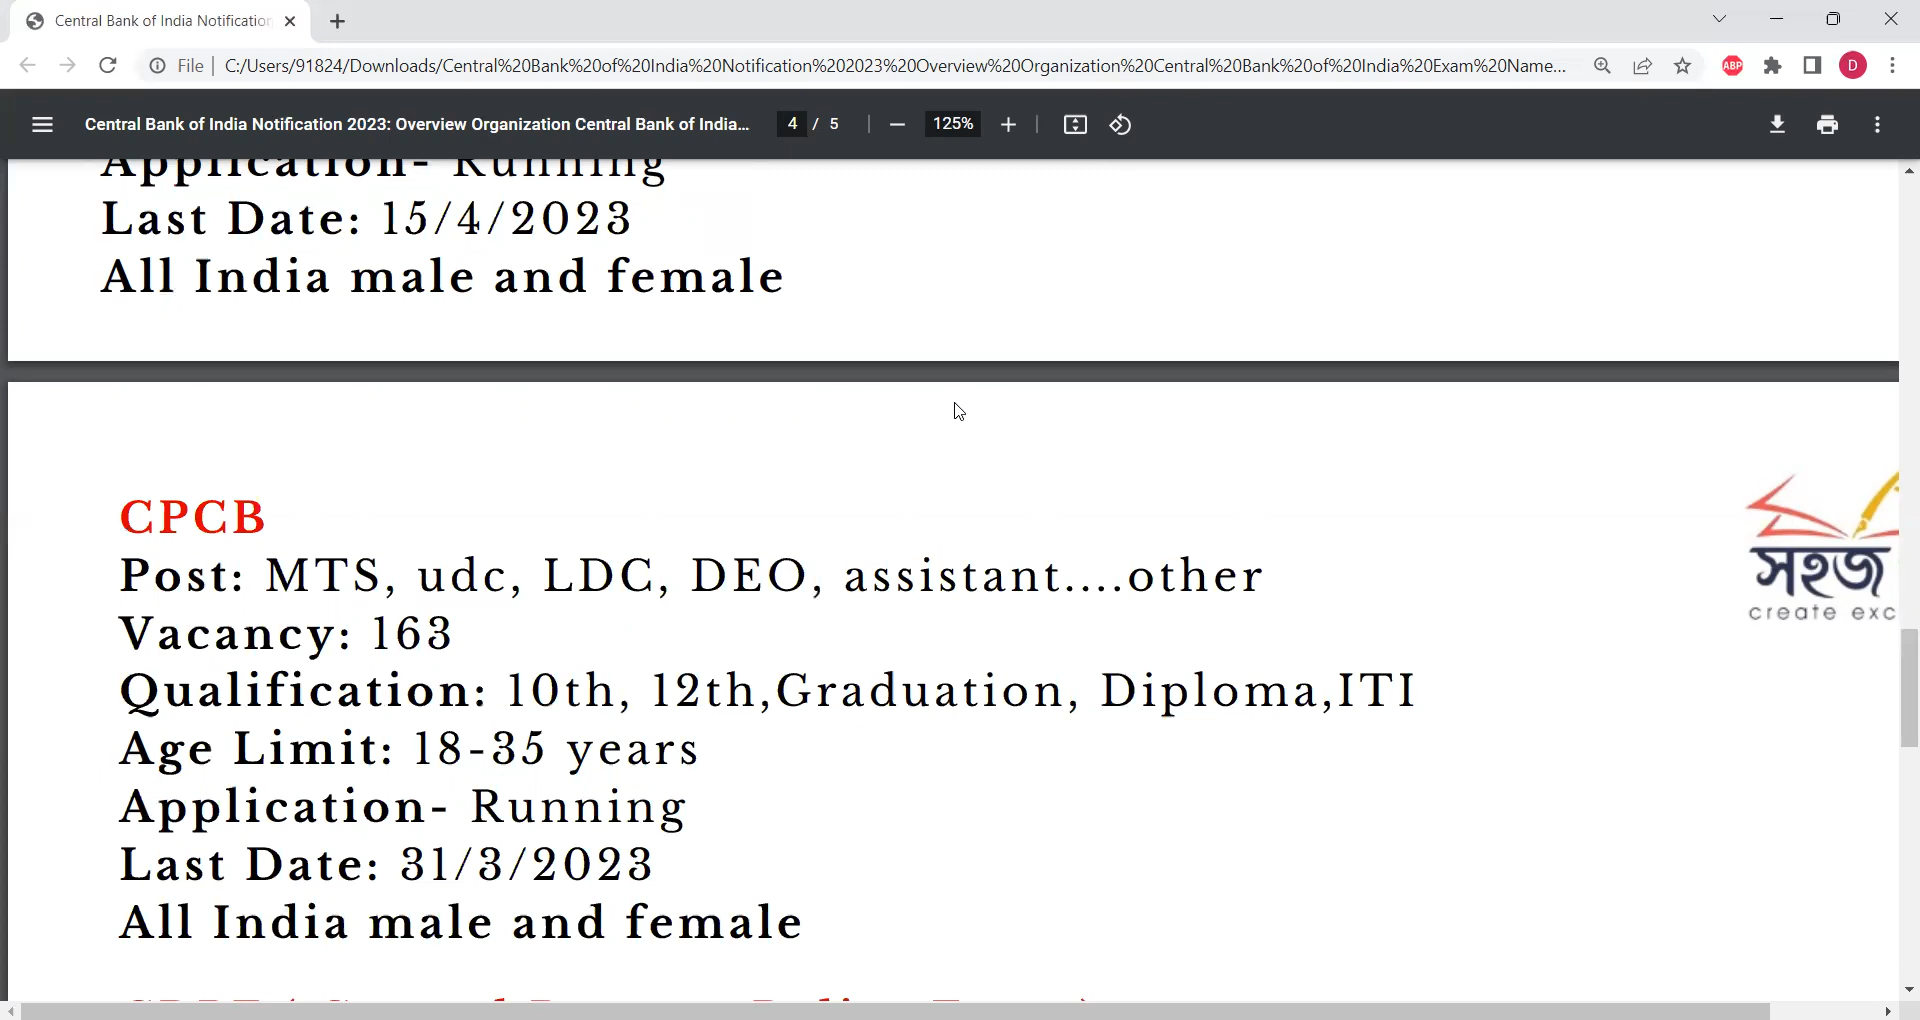 Central Bank of India Notification
File
C:/Users/91824/Downloads/Central%20Bank%20of%20India%20Notification%202023%20Overview%20Organization%20Central%20Bank%20of%20India%20Exam%20Name...
ABP
D
Central Bank of India Notification 2023: Overview Organization Central Bank of India...
4 / 5
125%
Application- Running
Last Date: 15/4/2023
All India male and female
CPCB
Post: MTS, udc, LDC, DEO, assistant....other
Vacancy: 163
Qualification: 10th, 12th,Graduation, Diploma,ITI
Age Limit: 18-35 years
Application- Running
Last Date: 31/3/2023
All India male and female
সহজ
create exc